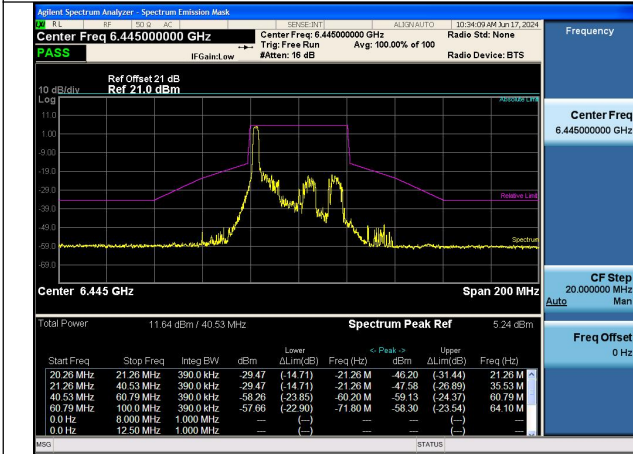 Agilent Spectrum Analyzer - Spectrum Emission Mask
RL RF 50 Ω AC SENSE:INT ALIGN AUTO 10:34:09 AM Jun 17, 2024
Center Freq 6.445000000 GHz Center Freq: 6.445000000 GHz Radio Std: None
PASS Trig: Free Run Avg: 100.00% of 100
IFGain:Low #Atten: 16 dB Radio Device: BTS
Ref Offset 21 dB
10 dB/div Ref 21.0 dBm
Log
Absolute Limit
11.0
1.00
-9.00
-19.0
-29.0
Relative Limit
-39.0
-49.0
Spectrum
-59.0
-69.0
Center 6.445 GHz Span 200 MHz
Total Power 11.64 dBm / 40.53 MHz Spectrum Peak Ref 5.24 dBm
Lower <- Peak -> Upper
Start Freq Stop Freq Integ BW dBm ΔLim(dB) Freq (Hz) dBm ΔLim(dB) Freq (Hz)
20.26 MHz 21.26 MHz 390.0 kHz -29.47 (-14.71) -21.26 M -46.20 (-31.44) 21.26 M
21.26 MHz 40.53 MHz 390.0 kHz -29.47 (-14.71) -21.26 M -47.58 (-26.89) 35.53 M
40.53 MHz 60.79 MHz 390.0 kHz -58.26 (-23.85) -60.20 M -59.13 (-24.37) 60.79 M
60.79 MHz 100.0 MHz 390.0 kHz -57.66 (-22.90) -71.80 M -58.30 (-23.54) 64.10 M
0.0 Hz 8.000 MHz 1.000 MHz --- (---) --- --- (---) ---
0.0 Hz 12.50 MHz 1.000 MHz --- (---) --- --- (---) ---
MSG STATUS
Frequency
Center Freq
6.445000000 GHz
CF Step
20.000000 MHz
Auto Man
Freq Offset
0 Hz